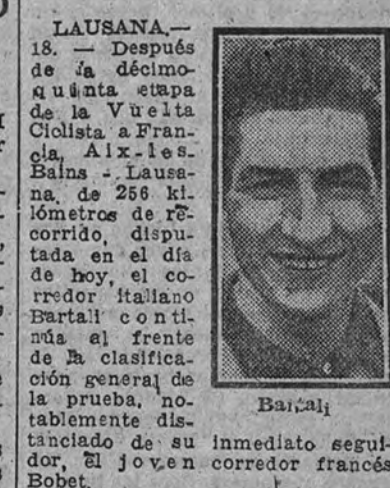 LAUSANA.—
18. — Después
de la décimo-
quinta etapa
de la Vuelta
Ciclista a Fran-
cia, Aix-les-
Bains - Lausa-
na, de 256 ki-
lómetros de re-
corrido, dispu-
tada en el día
de hoy, el co-
rredor italiano
Bartali conti-
núa al frente
de la clasifica-
ción general de
la prueba, no-
tablemente dis-
Bartali
tanciado de su inmediato segui-
dor, el joven corredor francés
Bobet.